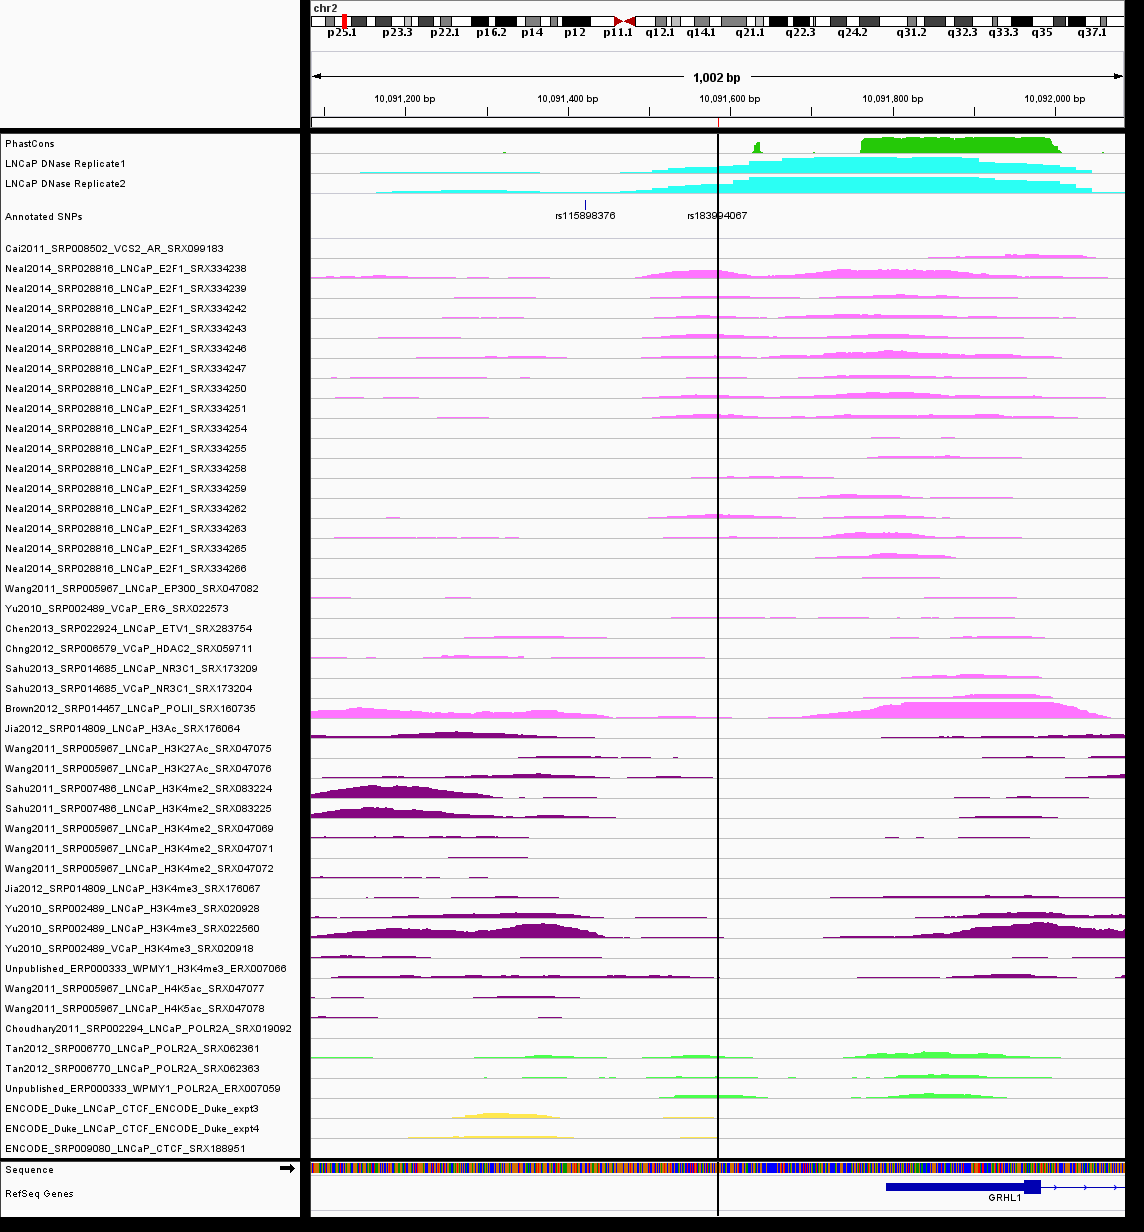 chr2
p25.1 p23.3 p22.1 p16.2 p14 p12 p11.1 q12.1 q14.1 q21.1 q22.3 q24.2 q31.2 q32.3 q33.3 q35 q37.1
1,002 bp
10,091,200 bp 10,091,400 bp 10,091,600 bp 10,091,800 bp 10,092,000 bp
PhastCons
LNCaP DNase Replicate1
LNCaP DNase Replicate2
Annotated SNPs
rs115898376 rs183994067
Cai2011_SRP008502_VCS2_AR_SRX099183
Neal2014_SRP028816_LNCaP_E2F1_SRX334238
Neal2014_SRP028816_LNCaP_E2F1_SRX334239
Neal2014_SRP028816_LNCaP_E2F1_SRX334242
Neal2014_SRP028816_LNCaP_E2F1_SRX334243
Neal2014_SRP028816_LNCaP_E2F1_SRX334246
Neal2014_SRP028816_LNCaP_E2F1_SRX334247
Neal2014_SRP028816_LNCaP_E2F1_SRX334250
Neal2014_SRP028816_LNCaP_E2F1_SRX334251
Neal2014_SRP028816_LNCaP_E2F1_SRX334254
Neal2014_SRP028816_LNCaP_E2F1_SRX334255
Neal2014_SRP028816_LNCaP_E2F1_SRX334258
Neal2014_SRP028816_LNCaP_E2F1_SRX334259
Neal2014_SRP028816_LNCaP_E2F1_SRX334262
Neal2014_SRP028816_LNCaP_E2F1_SRX334263
Neal2014_SRP028816_LNCaP_E2F1_SRX334265
Neal2014_SRP028816_LNCaP_E2F1_SRX334266
Wang2011_SRP005967_LNCaP_EP300_SRX047082
Yu2010_SRP002489_VCaP_ERG_SRX022573
Chen2013_SRP022924_LNCaP_ETV1_SRX283754
Chng2012_SRP006579_VCaP_HDAC2_SRX059711
Sahu2013_SRP014685_LNCaP_NR3C1_SRX173209
Sahu2013_SRP014685_VCaP_NR3C1_SRX173204
Brown2012_SRP014457_LNCaP_POLII_SRX160735
Jia2012_SRP014809_LNCaP_H3Ac_SRX176064
Wang2011_SRP005967_LNCaP_H3K27Ac_SRX047075
Wang2011_SRP005967_LNCaP_H3K27Ac_SRX047076
Sahu2011_SRP007486_LNCaP_H3K4me2_SRX083224
Sahu2011_SRP007486_LNCaP_H3K4me2_SRX083225
Wang2011_SRP005967_LNCaP_H3K4me2_SRX047069
Wang2011_SRP005967_LNCaP_H3K4me2_SRX047071
Wang2011_SRP005967_LNCaP_H3K4me2_SRX047072
Jia2012_SRP014809_LNCaP_H3K4me3_SRX176067
Yu2010_SRP002489_LNCaP_H3K4me3_SRX020928
Yu2010_SRP002489_LNCaP_H3K4me3_SRX022560
Yu2010_SRP002489_VCaP_H3K4me3_SRX020918
Unpublished_ERP000333_WPMY1_H3K4me3_ERX007066
Wang2011_SRP005967_LNCaP_H4K5ac_SRX047077
Wang2011_SRP005967_LNCaP_H4K5ac_SRX047078
Choudhary2011_SRP002294_LNCaP_POLR2A_SRX019092
Tan2012_SRP006770_LNCaP_POLR2A_SRX062361
Tan2012_SRP006770_LNCaP_POLR2A_SRX062363
Unpublished_ERP000333_WPMY1_POLR2A_ERX007059
ENCODE_Duke_LNCaP_CTCF_ENCODE_Duke_expt3
ENCODE_Duke_LNCaP_CTCF_ENCODE_Duke_expt4
ENCODE_SRP009080_LNCaP_CTCF_SRX188951
Sequence
RefSeq Genes
GRHL1